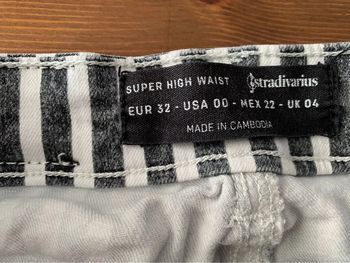 SUPER HIGH WAIST stradivarius
EUR 32 - USA 00 - MEX 22 - UK 04
MADE IN CAMBODIA